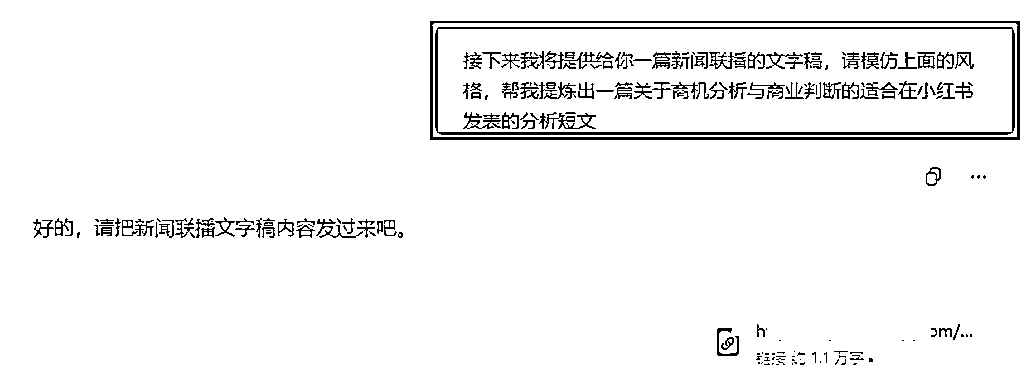 接下来我将提供给你一篇新闻联播的文字稿，请模仿上面的风
格，帮我提炼出一篇关于商机分析与商业判断的适合在小红书
发表的分析短文
好的，请把新闻联播文字稿内容发过来吧。
om/...
链接 约 1.1 万字